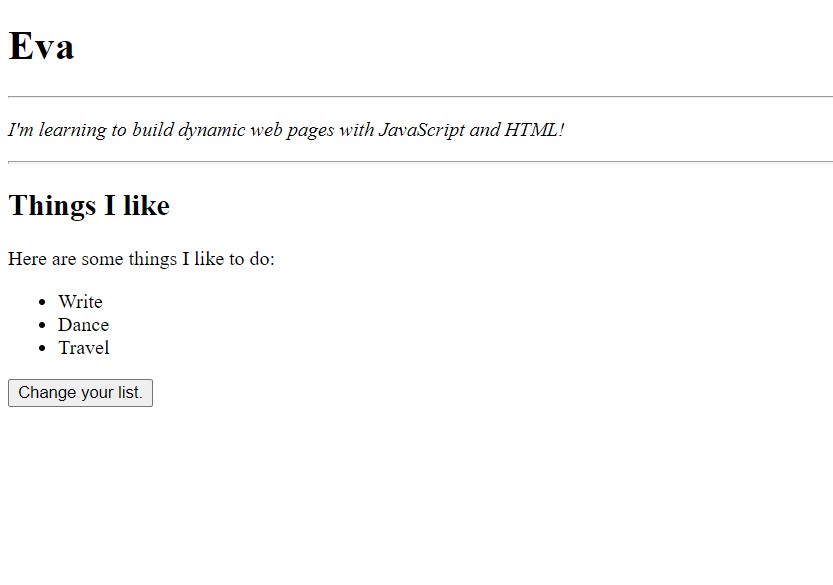 Eva
I'm learning to build dynamic web pages with JavaScript and HTML!
Things I like
Here are some things I like to do:
Write
Dance
Travel
Change your list.